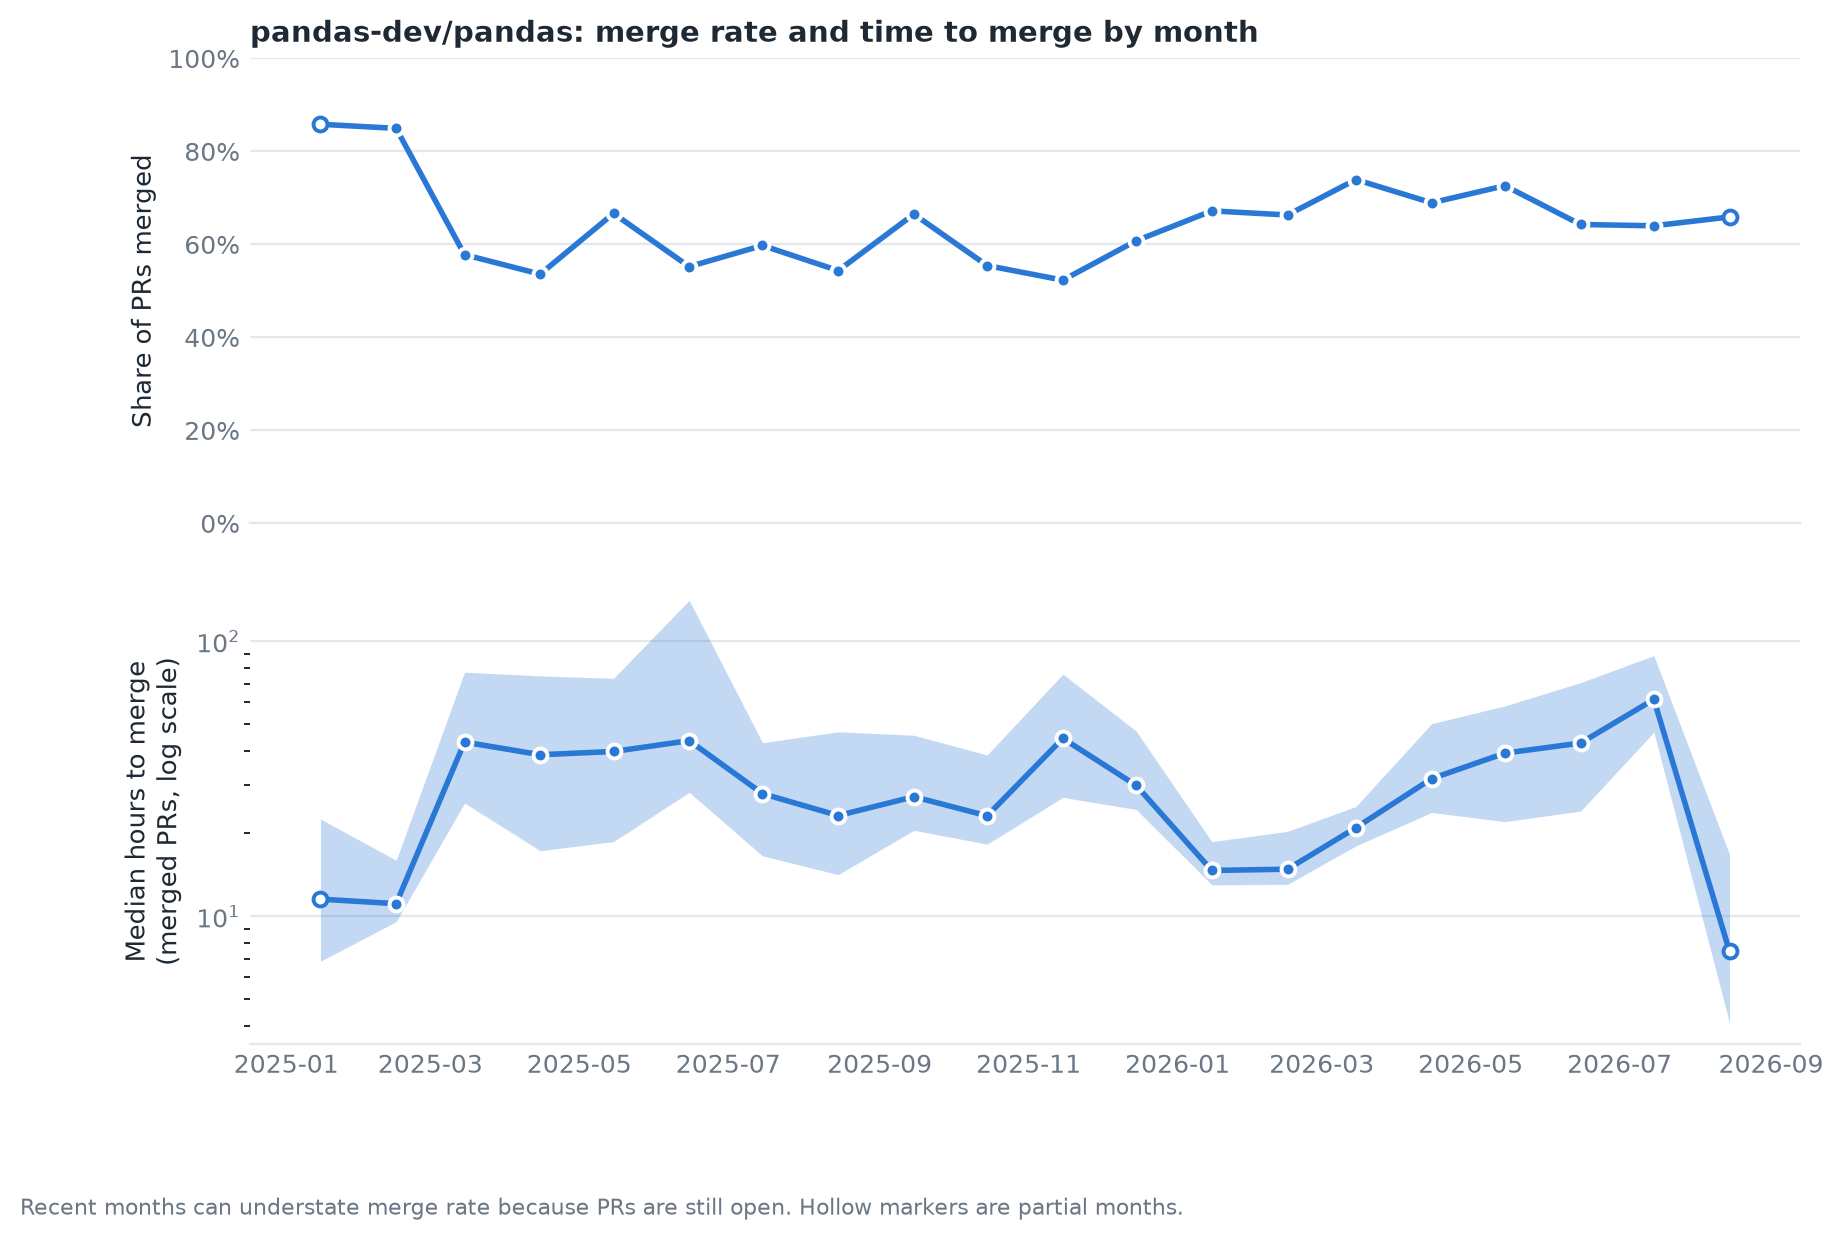 pandas-dev/pandas: merge rate and time to merge by month
100%
80%
60%
40%
20%
0%
Share of PRs merged
10²
10¹
Median hours to merge
(merged PRs, log scale)
2025-01 2025-03 2025-05 2025-07 2025-09 2025-11 2026-01 2026-03 2026-05 2026-07 2026-09
Recent months can understate merge rate because PRs are still open. Hollow markers are partial months.